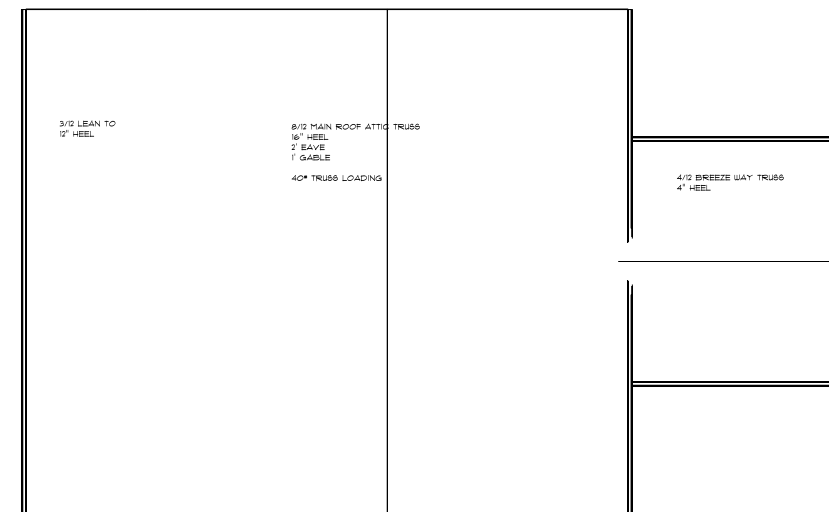 3/12 LEAN TO
12" HEEL
8/12 MAIN ROOF ATTIC TRUSS
16" HEEL
2' EAVE
1' GABLE
40# TRUSS LOADING
4/12 BREEZE WAY TRUSS
4" HEEL